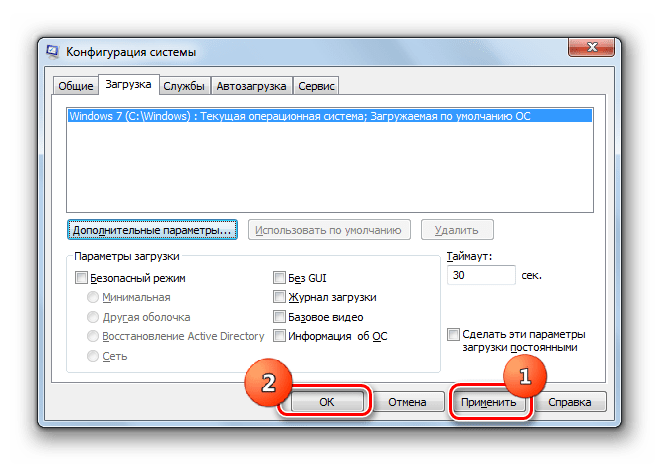 Конфигурация системы
Общие Загрузка Службы Автозагрузка Сервис
Windows 7 (C:\Windows) : Текущая операционная система; Загружаемая по умолчанию ОС
Дополнительные параметры... Использовать по умолчанию Удалить
Параметры загрузки
Таймаут:
Безопасный режим Без GUI
30 сек.
Минимальная Журнал загрузки
Другая оболочка Базовое видео
Восстановление Active Directory Информация об ОС
Сделать эти параметры
загрузки постоянными
Сеть
2 1
ОК Отмена Применить Справка